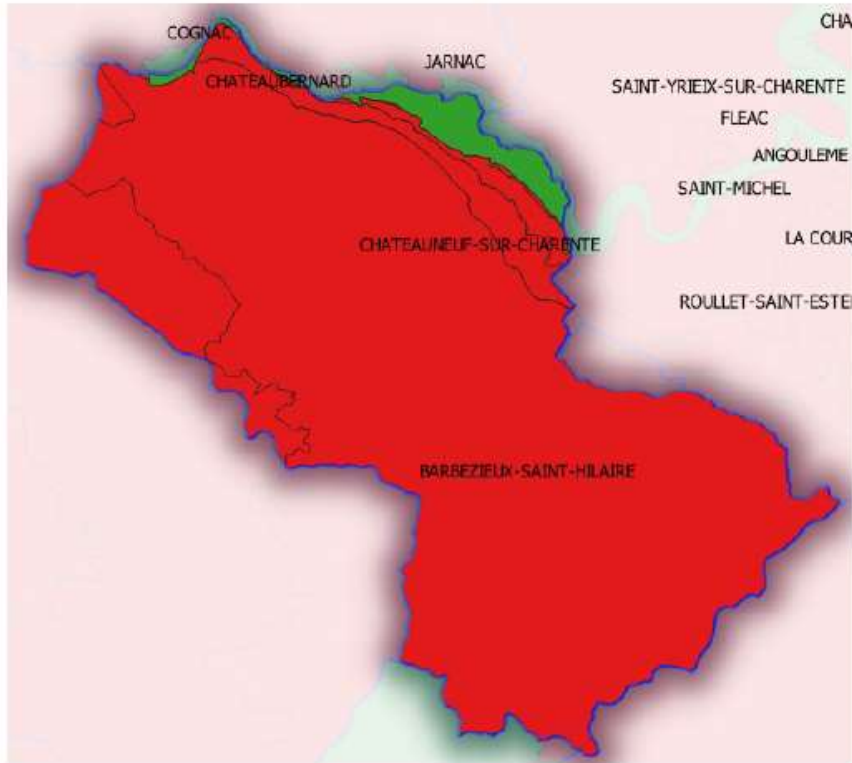 CHA
COGNAC
JARNAC
CHATEAUBERNARD
SAINT-YRIEIX-SUR-CHARENTE
FLEAC
ANGOULEME
SAINT-MICHEL
LA COUR
CHATEAUNEUF-SUR-CHARENTE
ROULLET-SAINT-ESTE
BARBEZIEUX-SAINT-HILAIRE